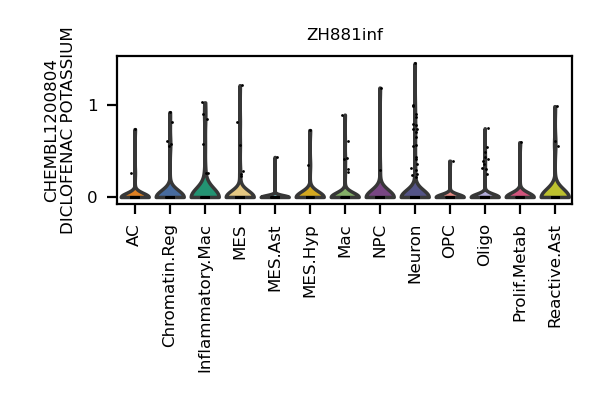 ZH881inf
CHEMBL1200804
DICLOFENAC POTASSIUM
1
0
AC
Chromatin.Reg
Inflammatory.Mac
MES
MES.Ast
MES.Hyp
Mac
NPC
Neuron
OPC
Oligo
Prolif.Metab
Reactive.Ast